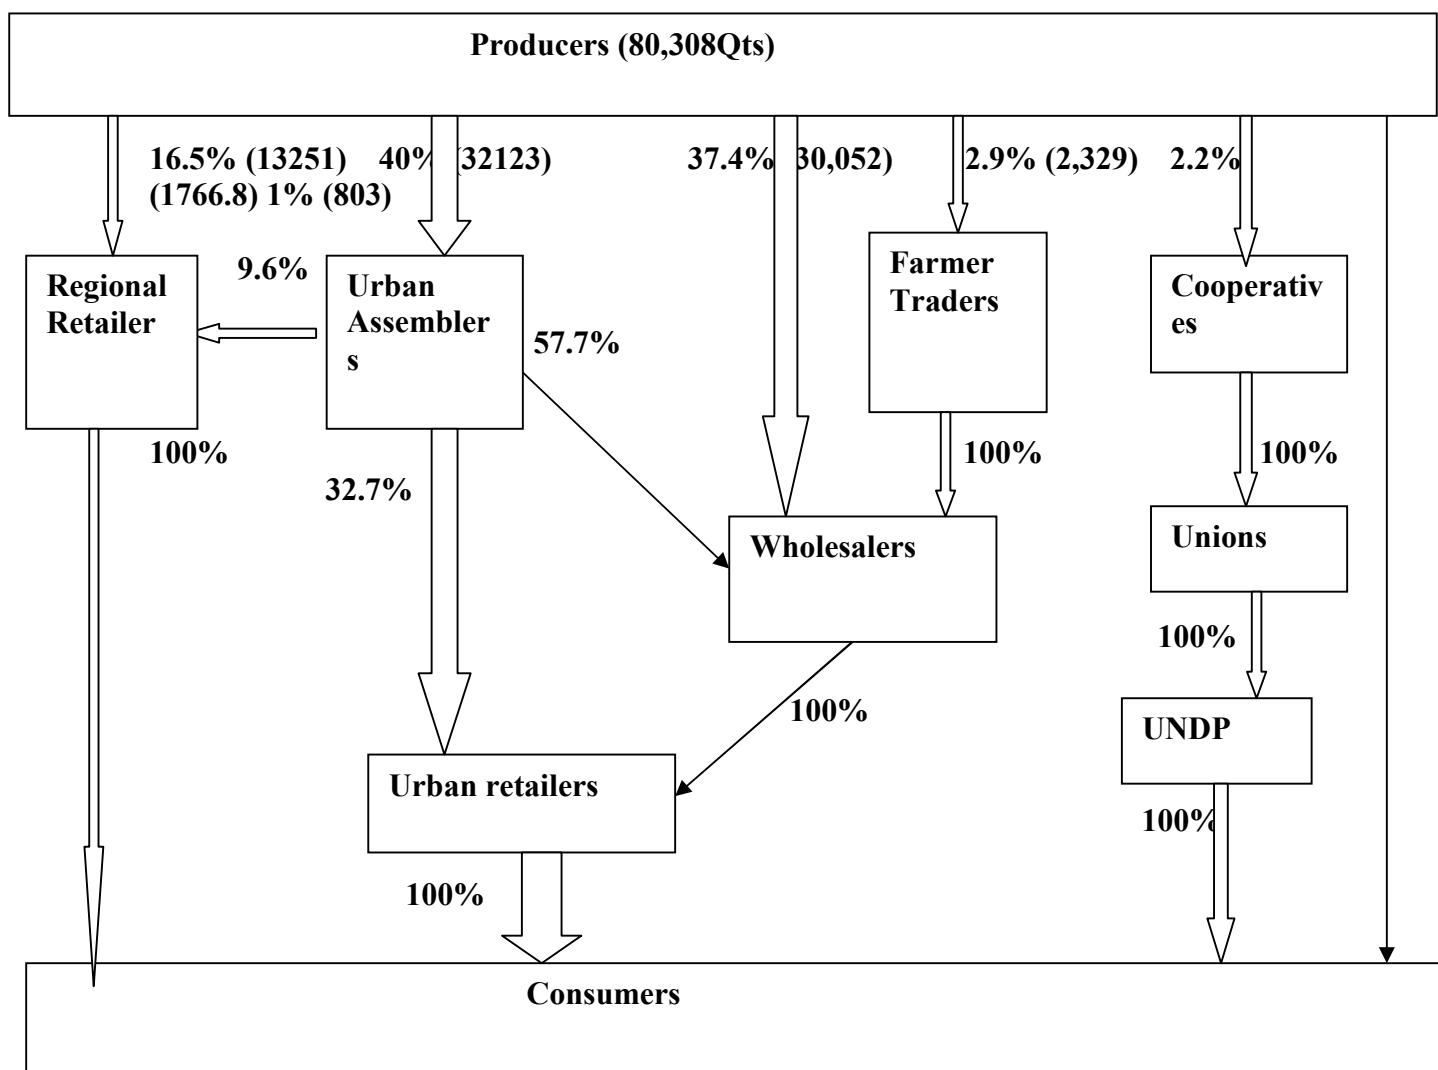 Producers (80,308Qts)
16.5% (13251) 40% (32123) 37.4% (30,052) 2.9% (2,329) 2.2%
(1766.8) 1% (803)
9.6%
Regional
Retailer
Urban
Assembler
s
57.7%
Farmer
Traders
Cooperativ
es
100%
32.7%
100%
100%
Wholesalers
Unions
100%
100%
UNDP
Urban retailers
100%
100%
Consumers